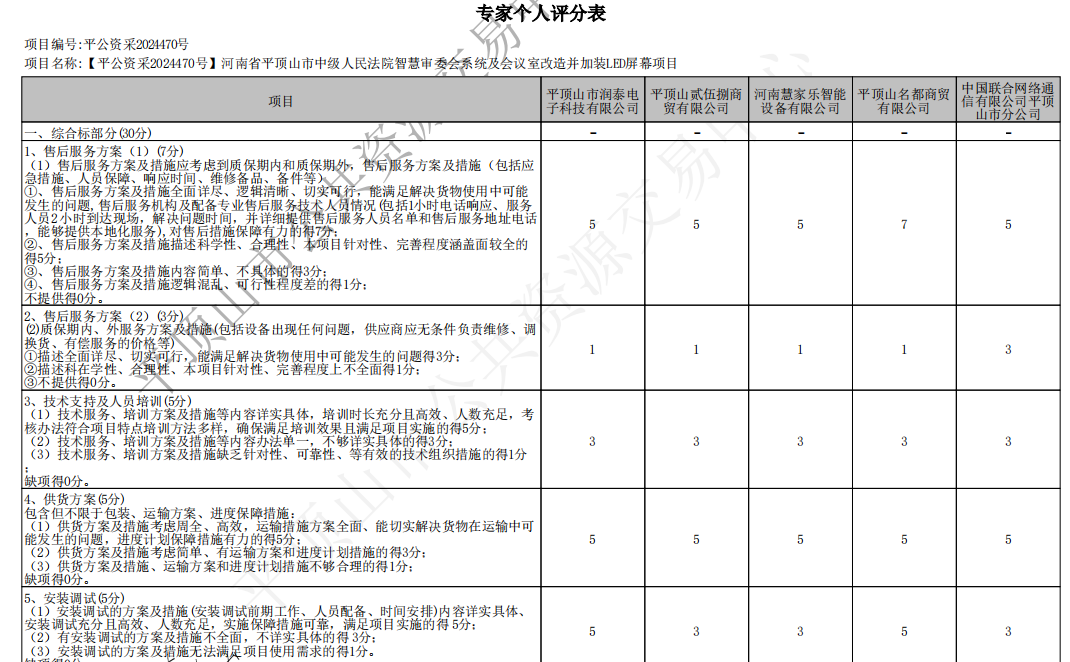 专家个人评分表
项目编号:平公资采2024470号
项目名称:【平公资采2024470号】河南省平顶山市中级人民法院智慧审委会系统及会议室改造并加装LED屏幕项目
项目
平顶山市润泰电
子科技有限公司
平顶山贰伍捌商
贸有限公司
河南慧家乐智能
设备有限公司
平顶山名都商贸
有限公司
中国联合网络通
信有限公司平顶
山市分公司
一、综合标部分(30分)
-
-
-
-
-
1、售后服务方案（1）(7分)
（1）售后服务方案及措施应考虑到质保期内和质保期外，售后服务方案及措施（包括应
急措施、人员保障、响应时间、维修备品、备件等）
①、售后服务方案及措施全面详尽、逻辑清晰、切实可行，能满足解决货物使用中可能
发生的问题,售后服务机构及配备专业售后服务技术人员情况(包括1小时电话响应、服务
人员2小时到达现场，解决问题时间，并详细提供售后服务人员名单和售后服务地址电话
，能够提供本地化服务),对售后措施保障有力的得7分；
②、售后服务方案及措施描述科学性、合理性、本项目针对性、完善程度涵盖面较全的
得5分；
③、售后服务方案及措施内容简单、不具体的得3分；
④、售后服务方案及措施逻辑混乱、可行性程度差的得1分；
不提供得0分。
5
5
5
7
5
2、售后服务方案（2）(3分)
(2)质保期内、外服务方案及措施(包括设备出现任何问题，供应商应无条件负责维修、调
换货、有偿服务的价格等)
①描述全面详尽、切实可行，能满足解决货物使用中可能发生的问题得3分；
②描述科在学性、合理性、本项目针对性、完善程度上不全面得1分；
③不提供得0分。
1
1
1
1
3
3、技术支持及人员培训(5分)
（1）技术服务、培训方案及措施等内容详实具体，培训时长充分且高效、人数充足，考
核办法符合项目特点培训方法多样，确保满足培训效果且满足项目实施的得5分；
（2）技术服务、培训方案及措施等内容办法单一，不够详实具体的得3分；
（3）技术服务、培训方案及措施缺乏针对性、可靠性、等有效的技术组织措施的得1分
；
缺项得0分。
3
3
3
3
3
4、供货方案(5分)
包含但不限于包装、运输方案、进度保障措施：
（1）供货方案及措施考虑周全、高效，运输措施方案全面、能切实解决货物在运输中可
能发生的问题，进度计划保障措施有力的得5分；
（2）供货方案及措施考虑简单、有运输方案和进度计划措施的得3分；
（3）供货方案及措施、运输方案和进度计划措施不够合理的得1分；
缺项得0分。
5
5
5
5
5
5、安装调试(5分)
（1）安装调试的方案及措施(安装调试前期工作、人员配备、时间安排)内容详实具体、
安装调试充分且高效、人数充足，实施保障措施可靠，满足项目实施的得 5分；
（2）有安装调试的方案及措施不全面，不详实具体的得 3分；
（3）安装调试的方案及措施无法满足项目使用需求的得1分。
5
3
3
5
3
平顶山市公共资源交易中心
平顶山市公共资源交易中心